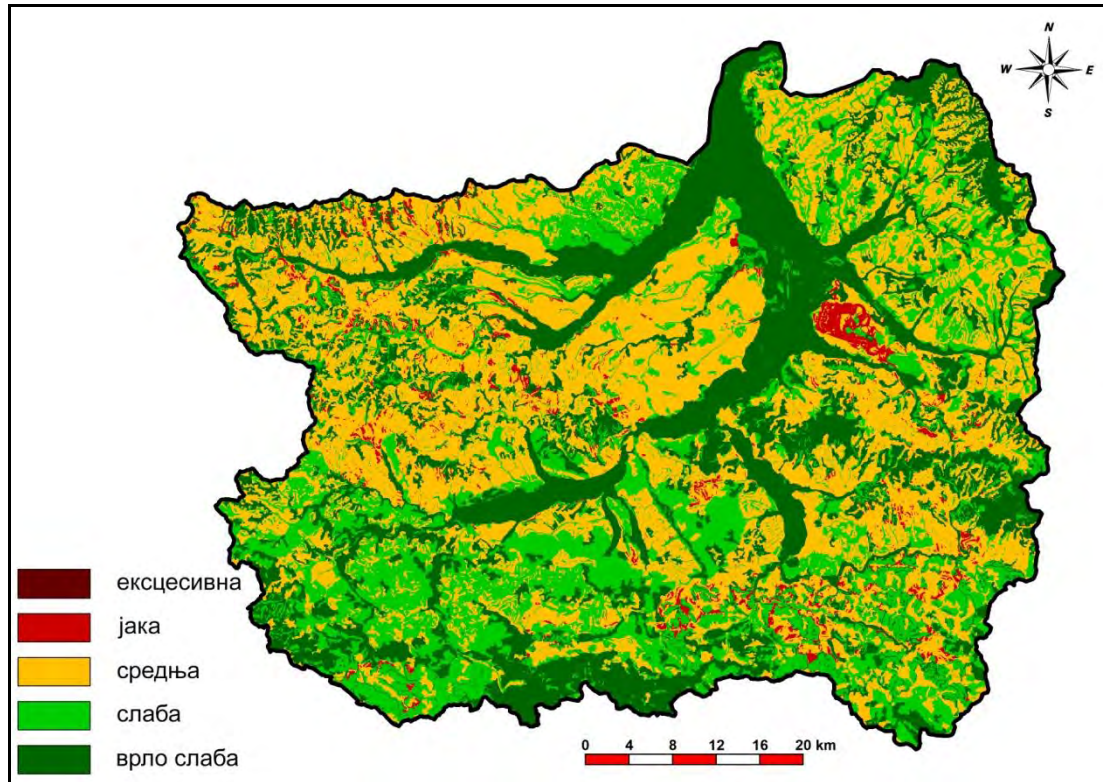 N
W E
S
ексцесивна
јака
средња
слаба
врло слаба
0 4 8 12 16 20 km